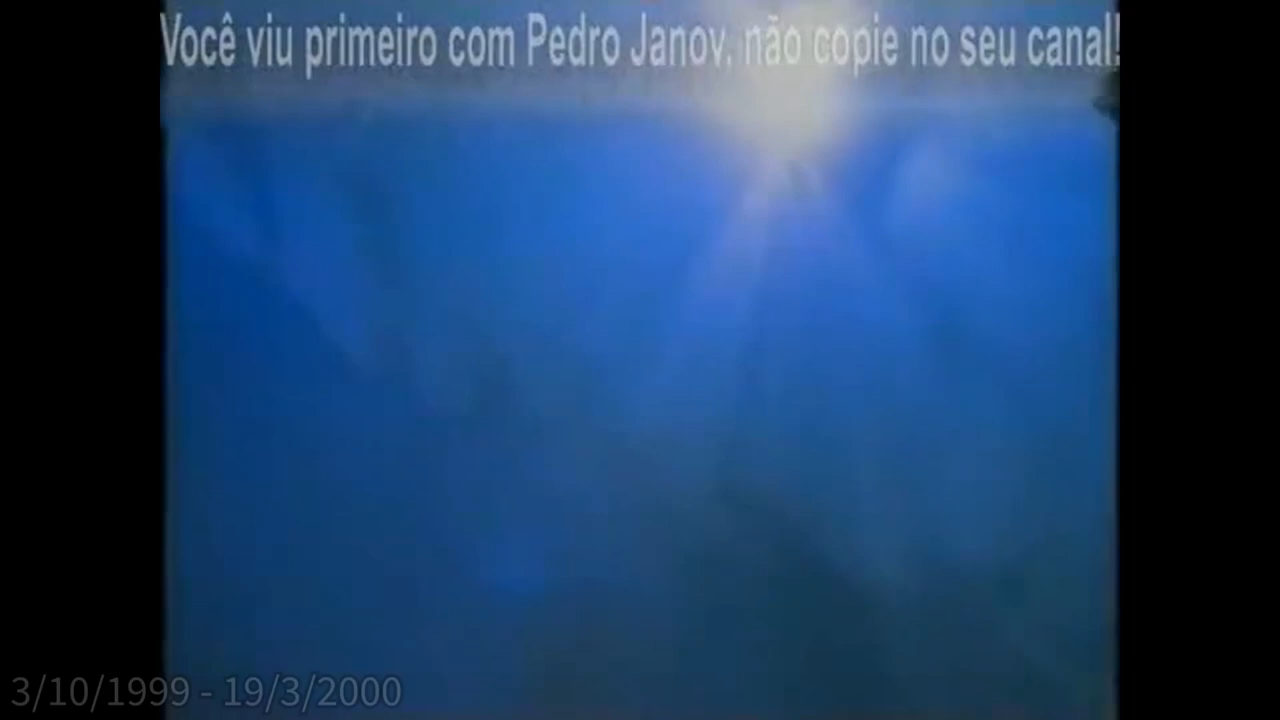 Você viu primeiro com Pedro Janov, não copie no seu canal!
3/10/1999 - 19/3/2000